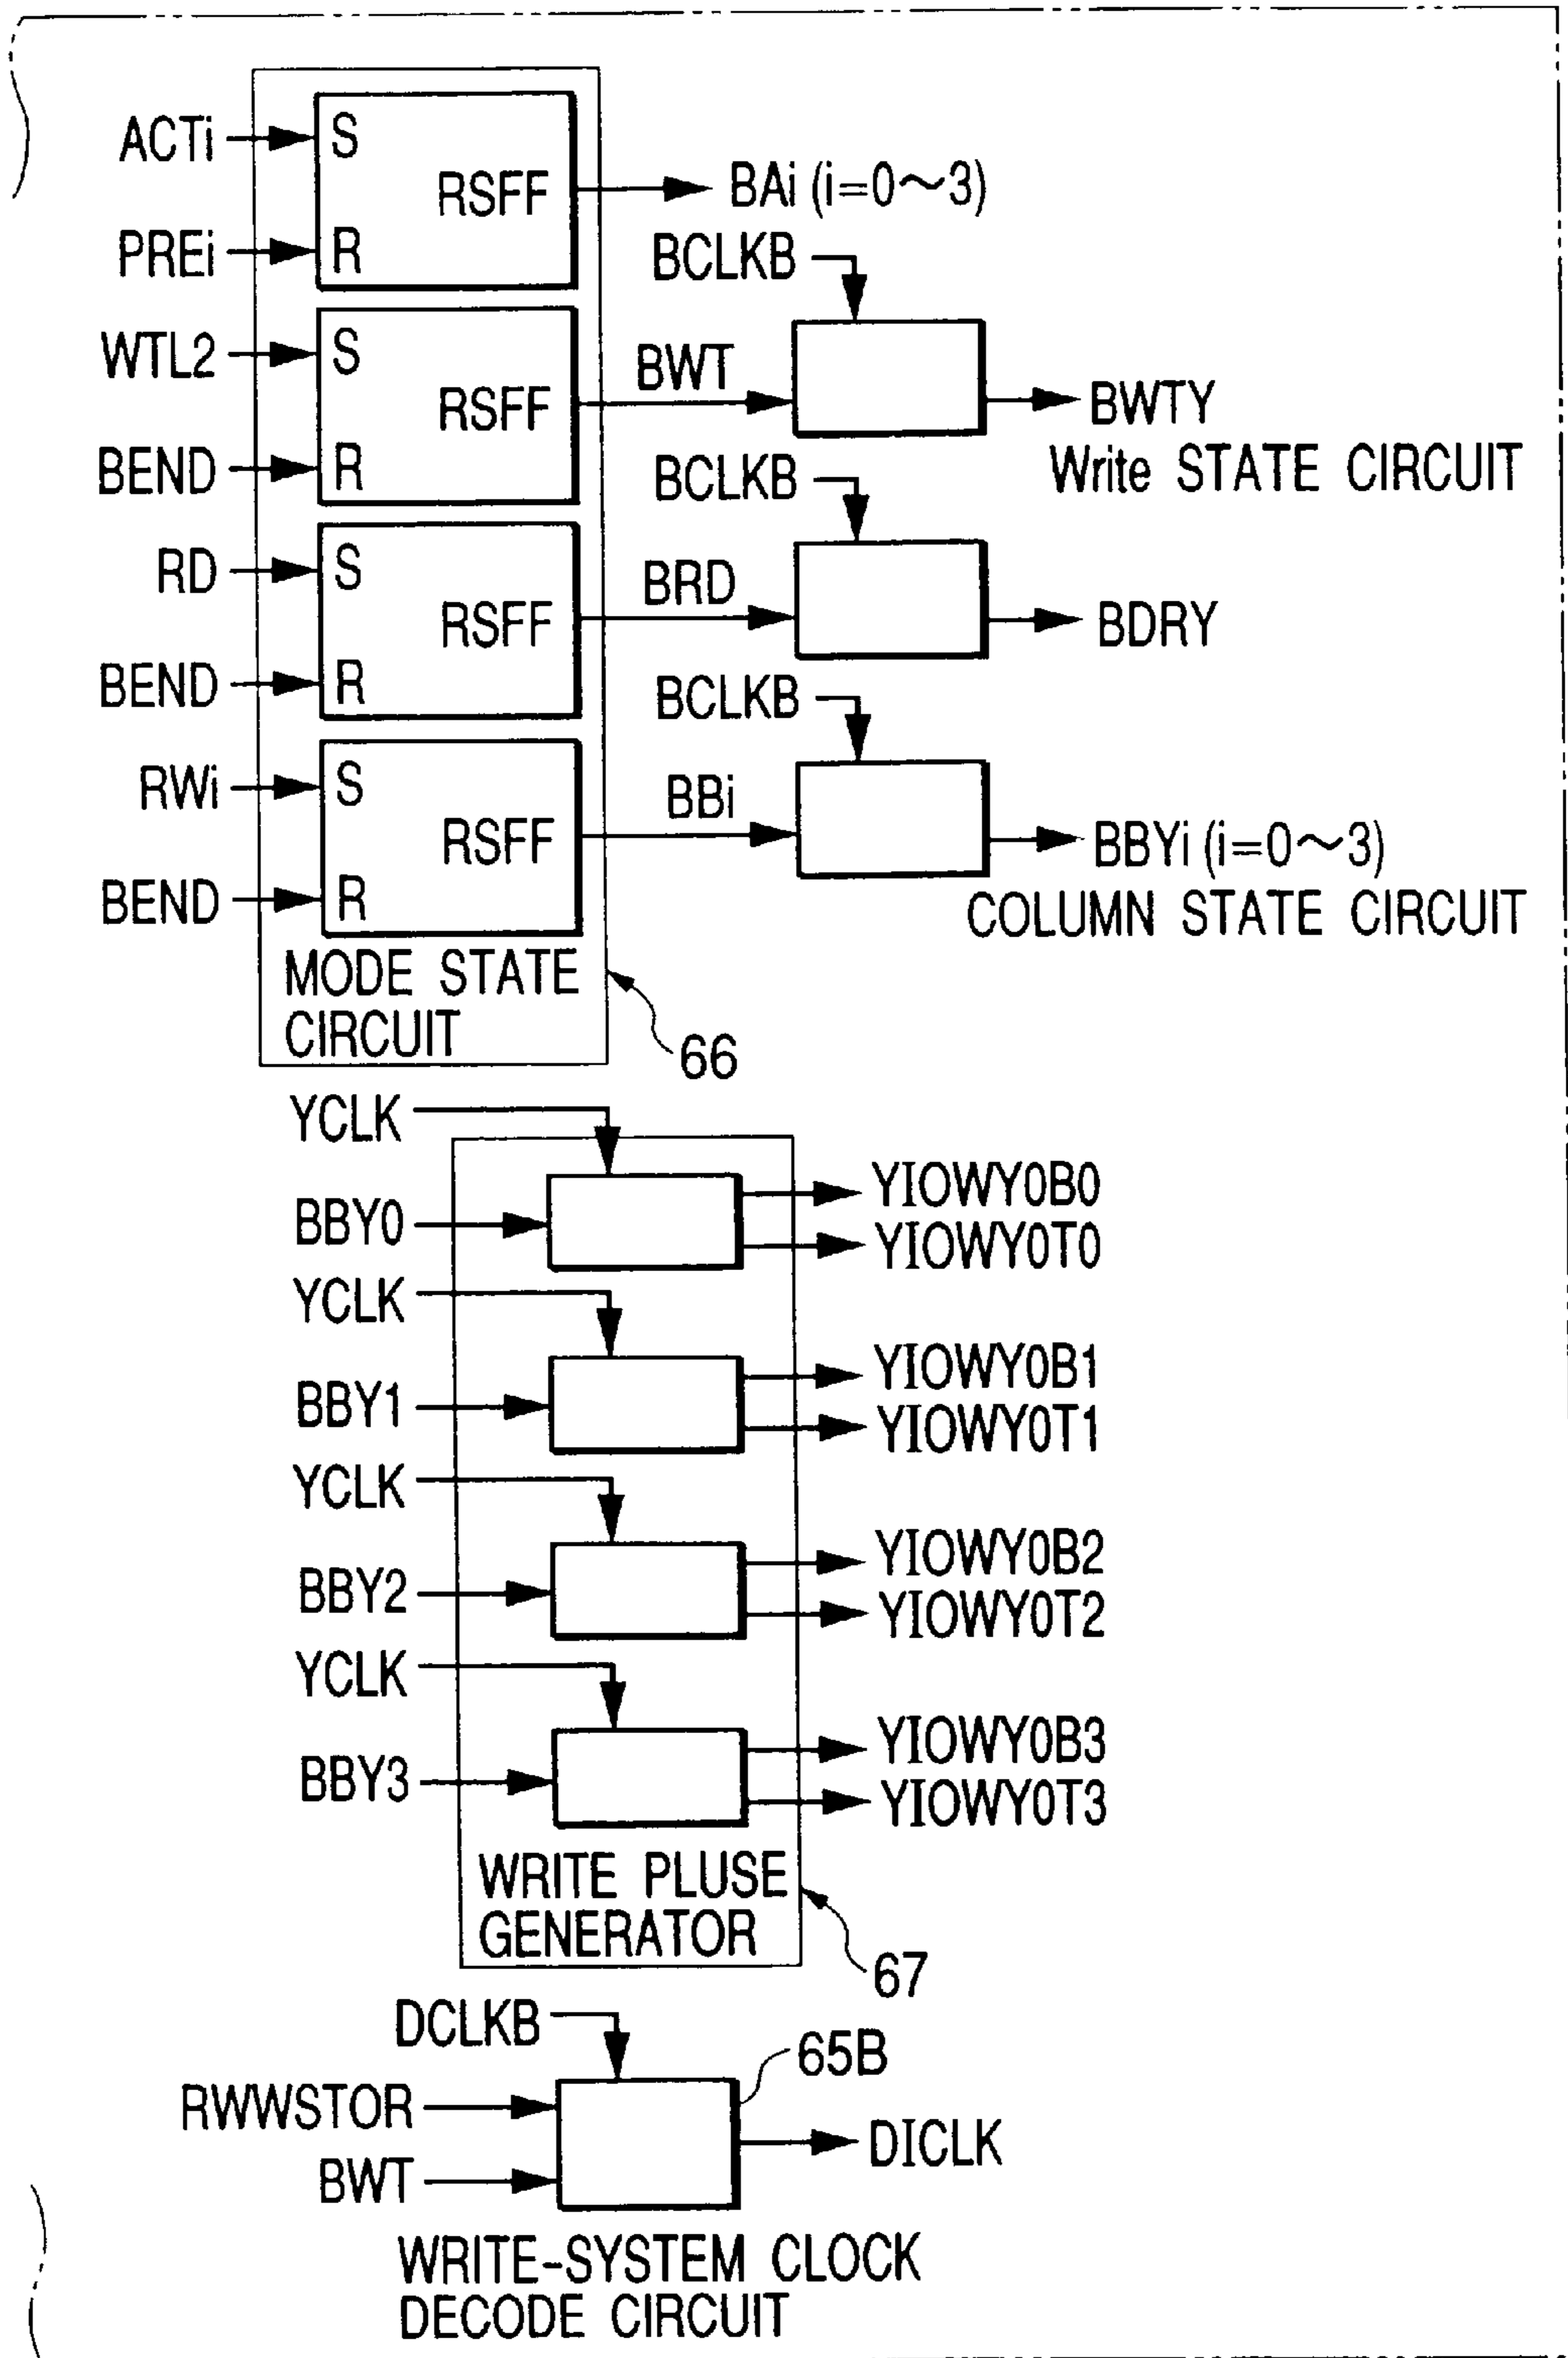 ACTi
S
RSFF
BAi (i=0～3)
PREi
R
BCLKB
WTL2
S
RSFF
BWT
BWTY
Write STATE CIRCUIT
BEND
R
BCLKB
RD
S
RSFF
BRD
BDRY
BEND
R
BCLKB
RWi
S
RSFF
BBi
BBYi (i=0～3)
COLUMN STATE CIRCUIT
BEND
R
MODE STATE
CIRCUIT
66
YCLK
BBY0
YIOWY0B0
YIOWY0T0
YCLK
BBY1
YIOWY0B1
YIOWY0T1
YCLK
BBY2
YIOWY0B2
YIOWY0T2
YCLK
BBY3
YIOWY0B3
YIOWY0T3
WRITE PLUSE
GENERATOR
67
DCLKB
65B
RWWSTOR
BWT
DICLK
WRITE-SYSTEM CLOCK
DECODE CIRCUIT